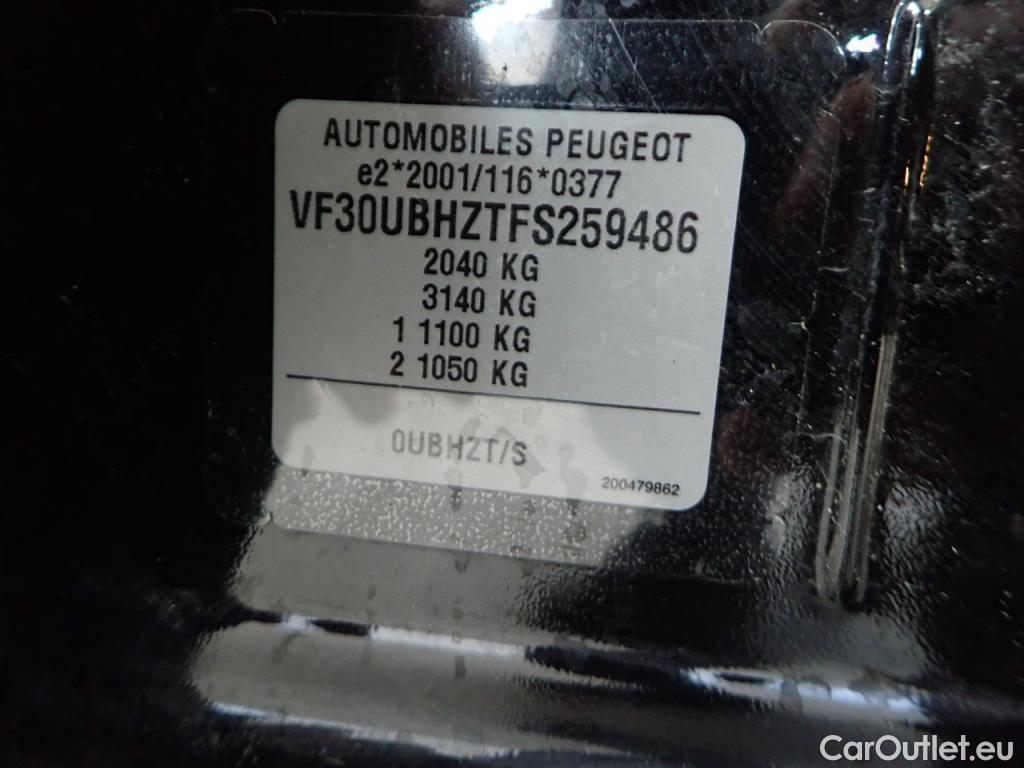 AUTOMOBILES PEUGEOT
e2*2001/116*0377
VF30UBHZTFS259486
2040 KG
3140 KG
1 1100 KG
2 1050 KG
0UBHZT/S
200479862
CarOutlet.eu